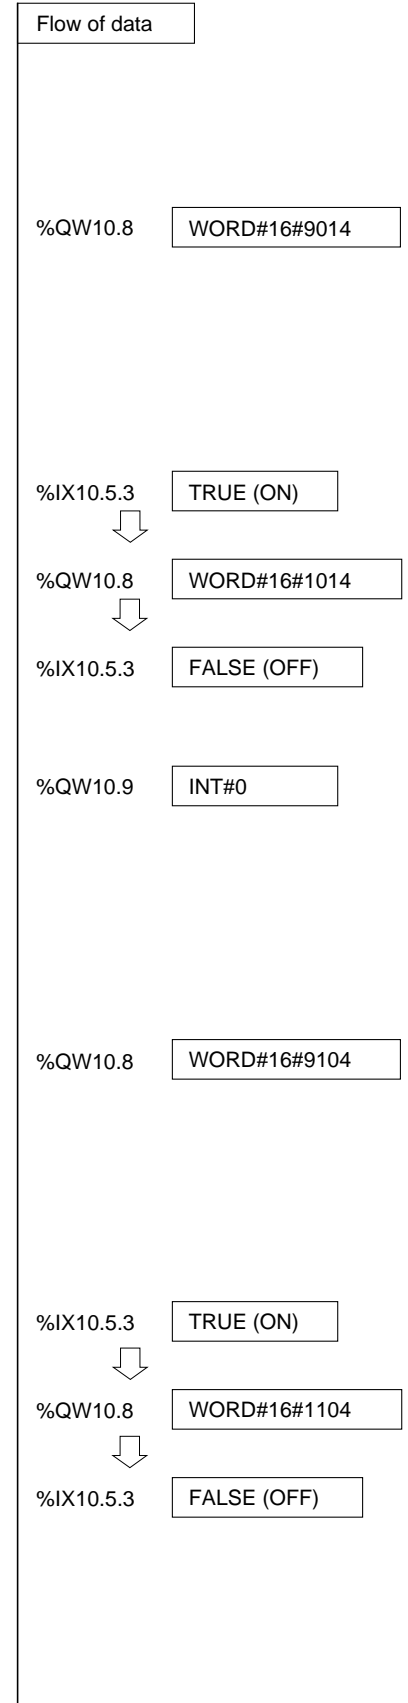 Flow of data
%QW10.8 WORD#16#9014
%IX10.5.3 TRUE (ON)
%QW10.8 WORD#16#1014
%IX10.5.3 FALSE (OFF)
%QW10.9 INT#0
%QW10.8 WORD#16#9104
%IX10.5.3 TRUE (ON)
%QW10.8 WORD#16#1104
%IX10.5.3 FALSE (OFF)